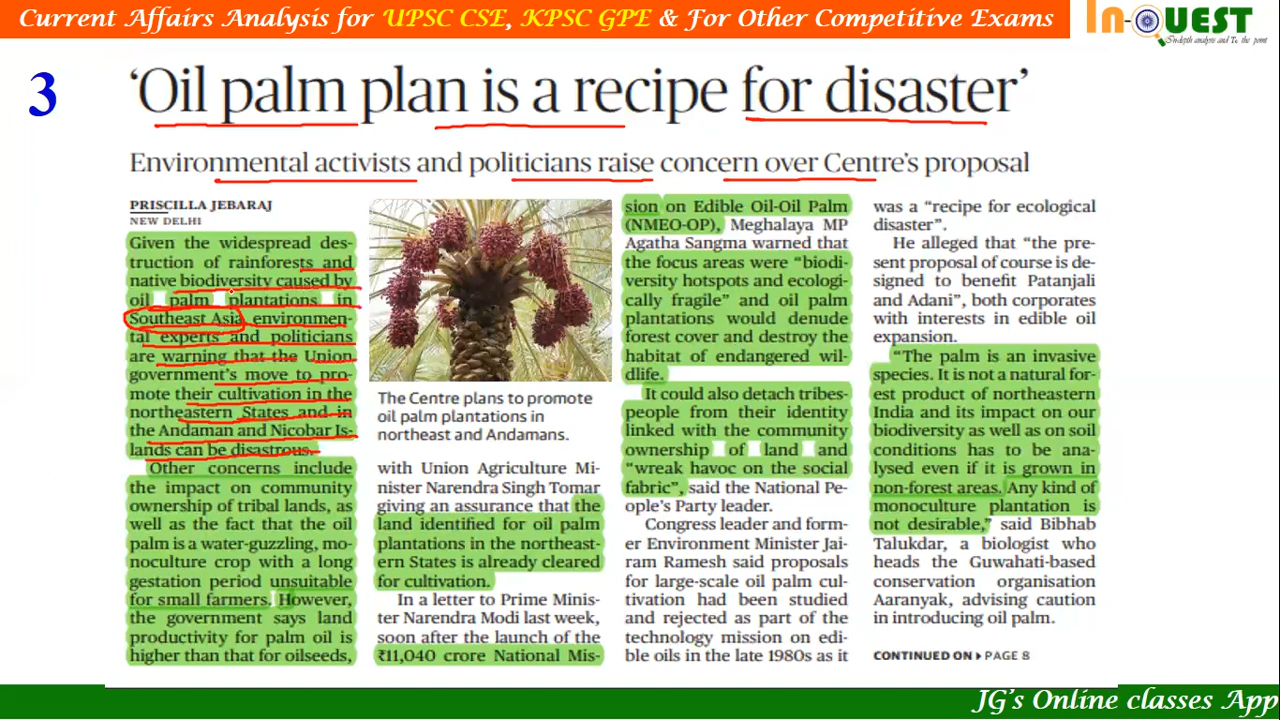 Current Affairs Analysis for UPSC CSE, KPSC GPE & For Other Competitive Exams
In-QUEST
In-depth analysis and To the point
3
‘Oil palm plan is a recipe for disaster’
Environmental activists and politicians raise concern over Centre’s proposal
PRISCILLA JEBARAJ
NEW DELHI
Given the widespread des-
truction of rainforests and
native biodiversity caused by
oil palm plantations in
Southeast Asia, environmen-
tal experts and politicians
are warning that the Union
government’s move to pro-
mote their cultivation in the
northeastern States and in
the Andaman and Nicobar Is-
lands can be disastrous.
Other concerns include
the impact on community
ownership of tribal lands, as
well as the fact that the oil
palm is a water-guzzling, mo-
noculture crop with a long
gestation period unsuitable
for small farmers. However,
the government says land
productivity for palm oil is
higher than that for oilseeds,
The Centre plans to promote
oil palm plantations in
northeast and Andamans.
with Union Agriculture Mi-
nister Narendra Singh Tomar
giving an assurance that the
land identified for oil palm
plantations in the northeast-
ern States is already cleared
for cultivation.
In a letter to Prime Minis-
ter Narendra Modi last week,
soon after the launch of the
₹11,040 crore National Mis-
sion on Edible Oil-Oil Palm
(NMEO-OP), Meghalaya MP
Agatha Sangma warned that
the focus areas were “biodi-
versity hotspots and ecologi-
cally fragile” and oil palm
plantations would denude
forest cover and destroy the
habitat of endangered wil-
dlife.
It could also detach tribes-
people from their identity
linked with the community
ownership of land and
“wreak havoc on the social
fabric”, said the National Pe-
ople’s Party leader.
Congress leader and form-
er Environment Minister Jai-
ram Ramesh said proposals
for large-scale oil palm cul-
tivation had been studied
and rejected as part of the
technology mission on edi-
ble oils in the late 1980s as it
was a “recipe for ecological
disaster”.
He alleged that “the pre-
sent proposal of course is de-
signed to benefit Patanjali
and Adani”, both corporates
with interests in edible oil
expansion.
“The palm is an invasive
species. It is not a natural for-
est product of northeastern
India and its impact on our
biodiversity as well as on soil
conditions has to be ana-
lysed even if it is grown in
non-forest areas. Any kind of
monoculture plantation is
not desirable,” said Bibhab
Talukdar, a biologist who
heads the Guwahati-based
conservation organisation
Aaranyak, advising caution
in introducing oil palm.
CONTINUED ON ▸ PAGE 8
JG’s Online classes App